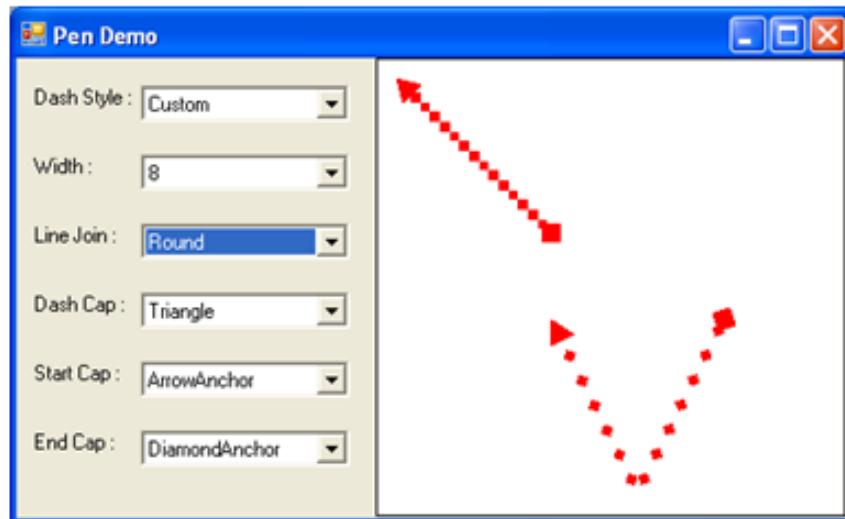 Pen Demo
Dash Style : Custom
Width : 8
Line Join : Round
Dash Cap : Triangle
Start Cap : ArrowAnchor
End Cap : DiamondAnchor